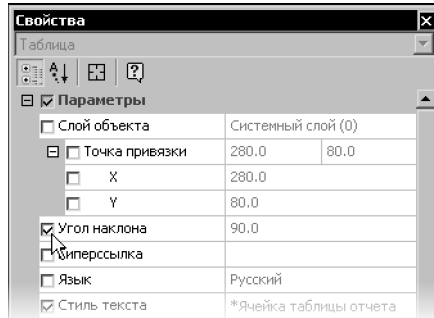 Свойства
Таблица
Параметры
Слой объекта Системный слой (0)
Точка привязки 280.0 80.0
X 280.0
Y 80.0
Угол наклона 90.0
Гиперссылка
Язык Русский
Стиль текста *Ячейка таблицы отчета